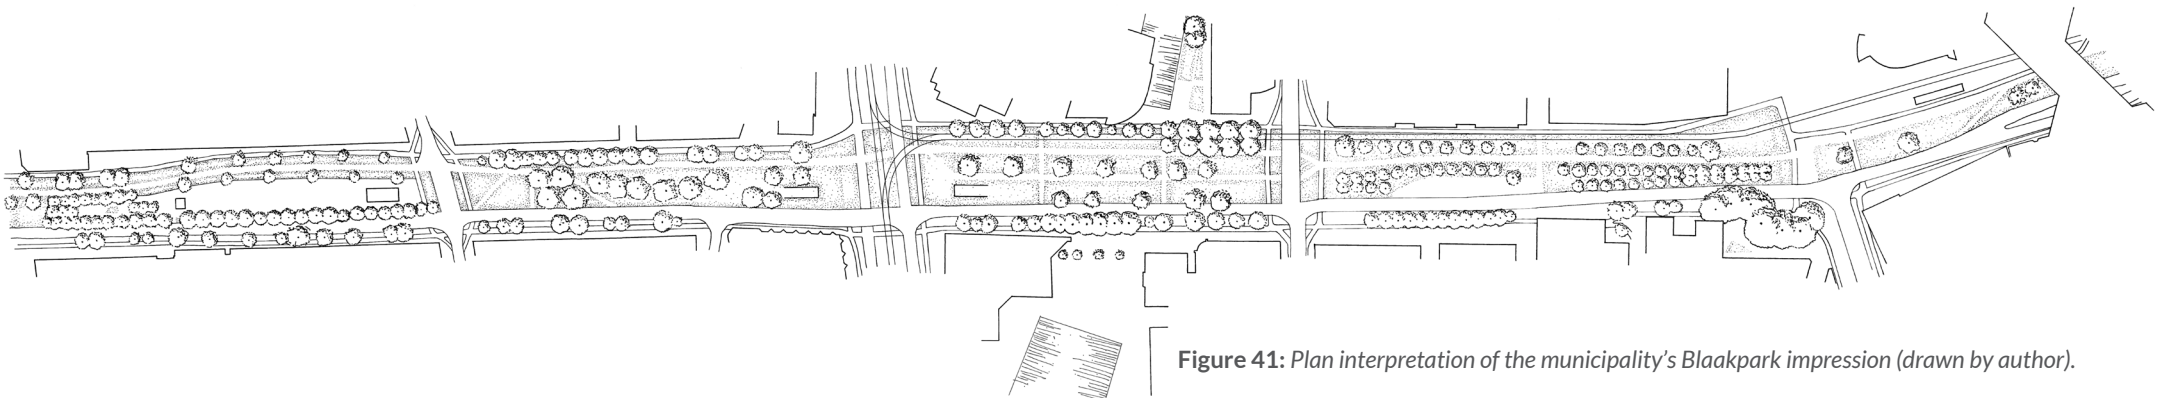 Figure 41: Plan interpretation of the municipality’s Blaakpark impression (drawn by author).